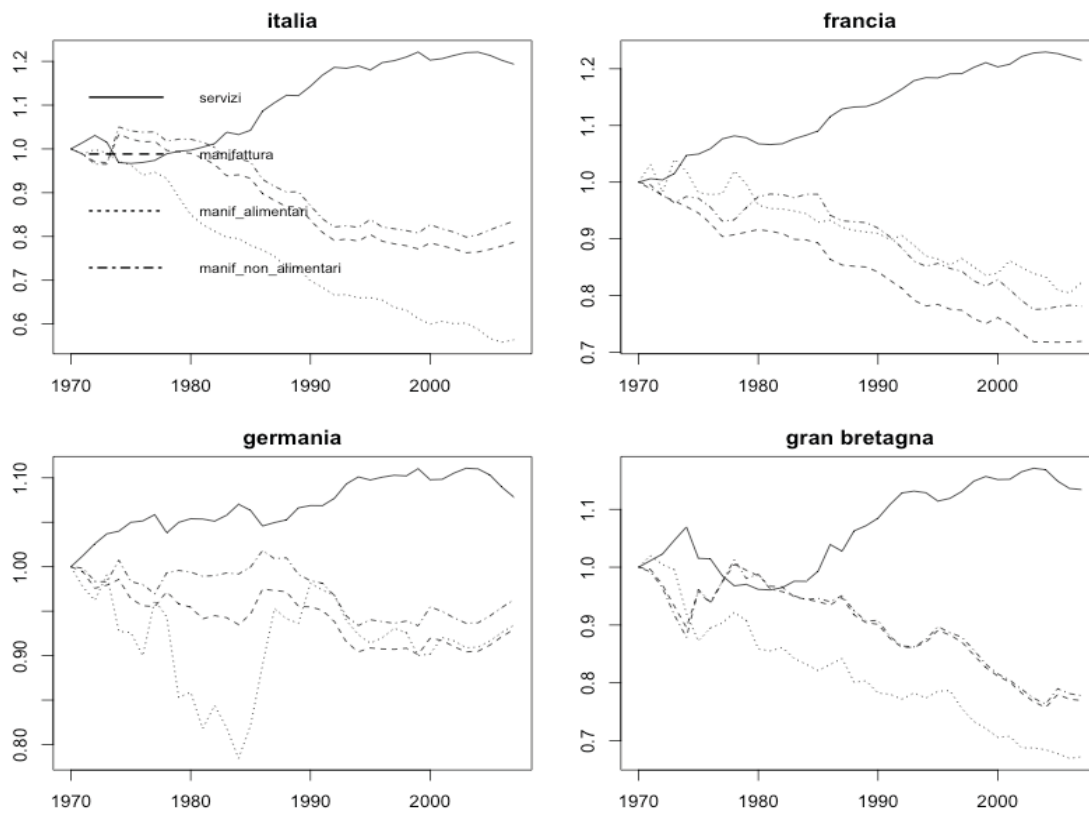 italia
1.2
1.1
1.0
0.9
0.8
0.7
0.6
servizi
manifattura
manif_alimentari
manif_non_alimentari
1970 1980 1990 2000
francia
1.2
1.1
1.0
0.9
0.8
0.7
1970 1980 1990 2000
germania
1.10
1.00
0.90
0.80
1970 1980 1990 2000
gran bretagna
1.1
1.0
0.9
0.8
0.7
1970 1980 1990 2000